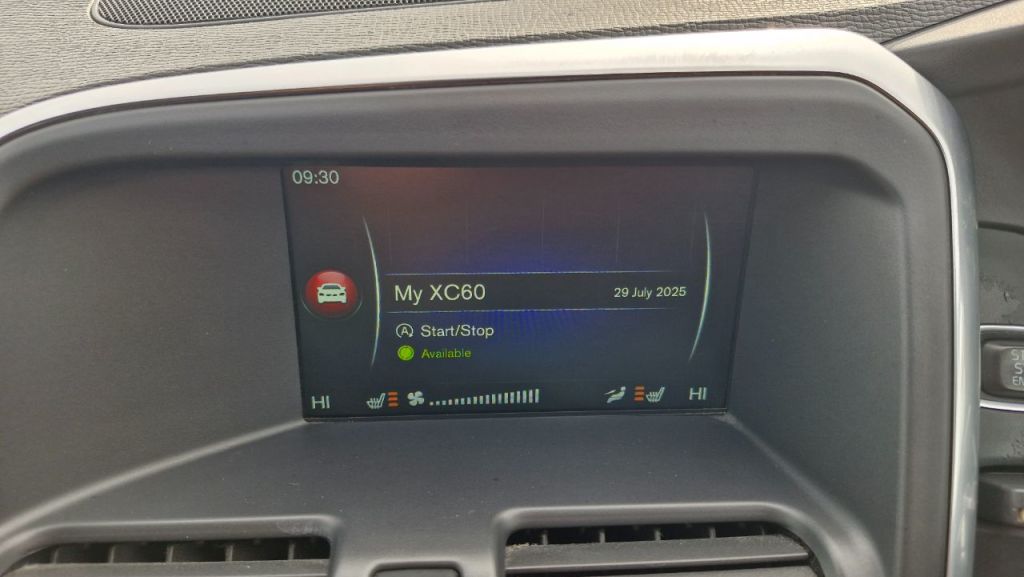 09:30
My XC60 29 July 2025
Start/Stop
Available
HI HI